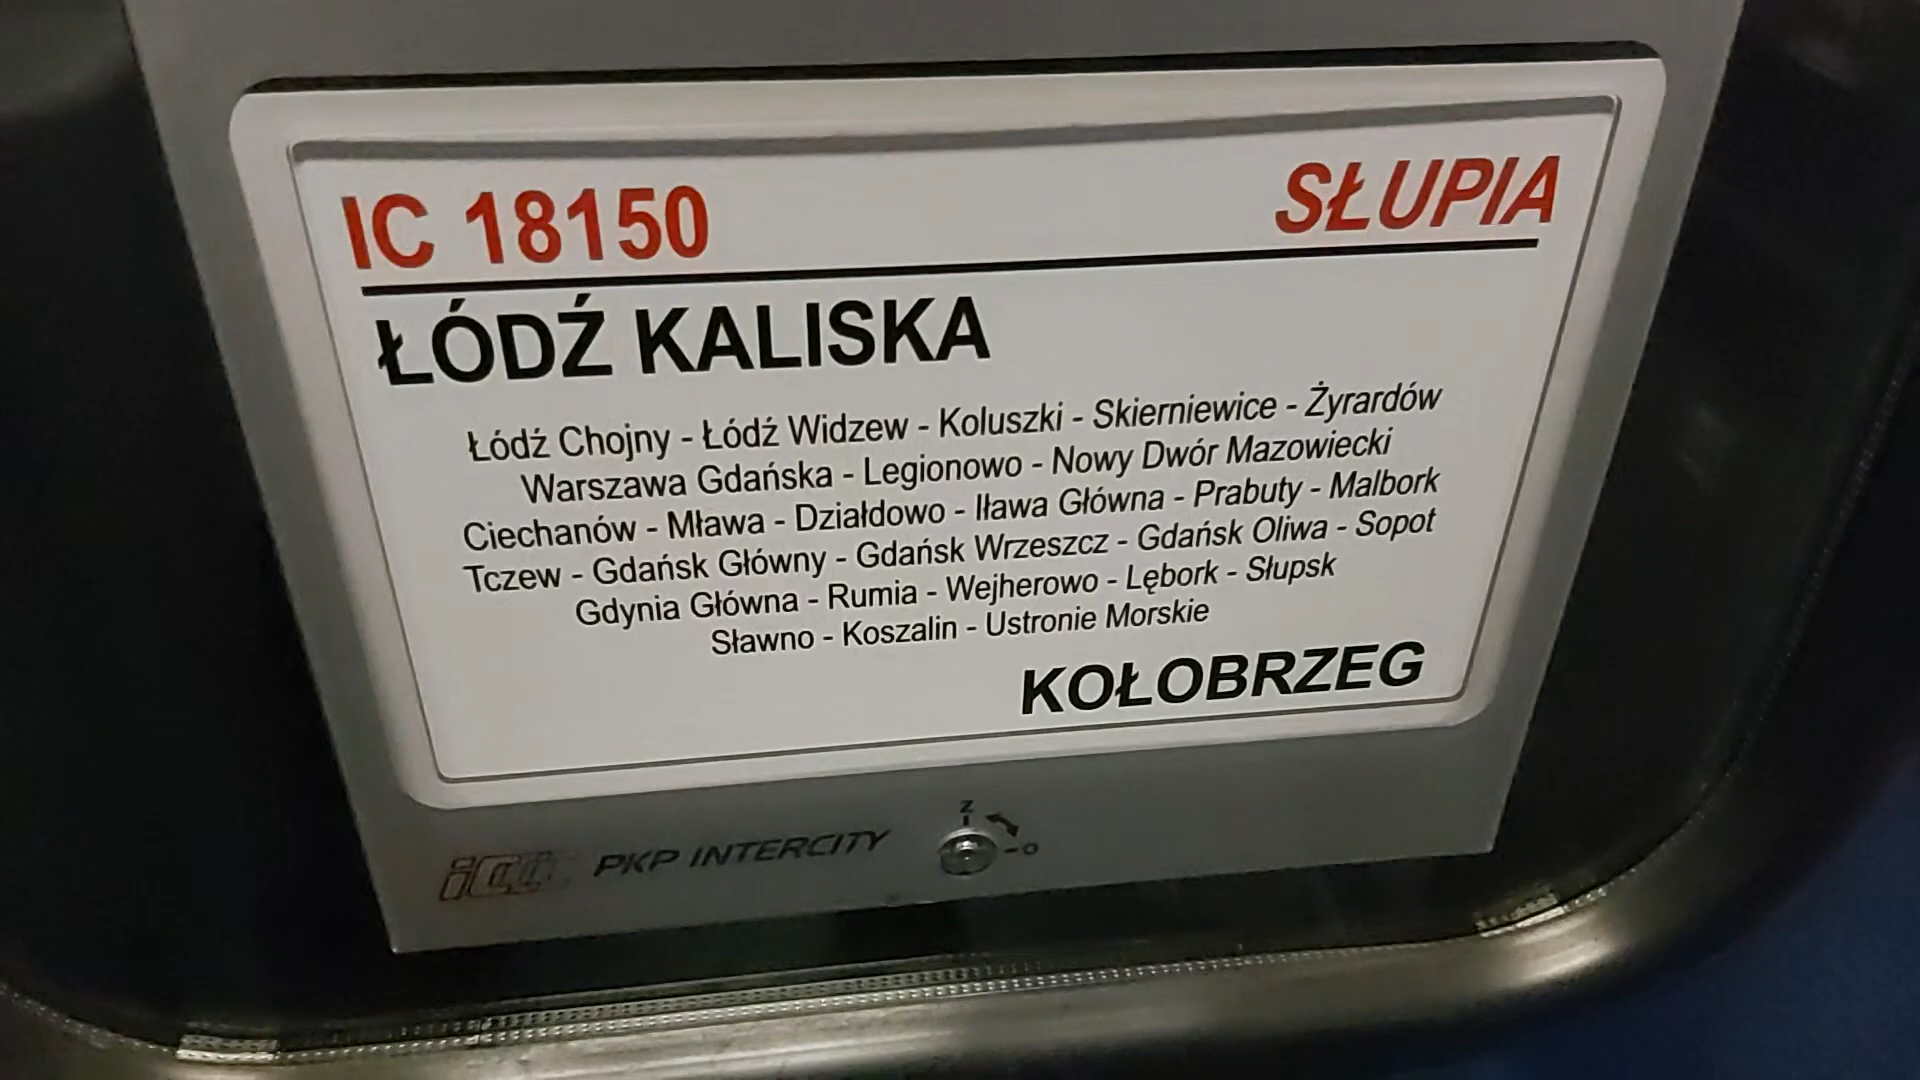 IC 18150 SŁUPIA
ŁÓDŹ KALISKA
Łódź Chojny - Łódź Widzew - Koluszki - Skierniewice - Żyrardów
Warszawa Gdańska - Legionowo - Nowy Dwór Mazowiecki
Ciechanów - Mława - Działdowo - Iława Główna - Prabuty - Malbork
Tczew - Gdańsk Główny - Gdańsk Wrzeszcz - Gdańsk Oliwa - Sopot
Gdynia Główna - Rumia - Wejherowo - Lębork - Słupsk
Sławno - Koszalin - Ustronie Morskie
KOŁOBRZEG
Z
O
PKP INTERCITY